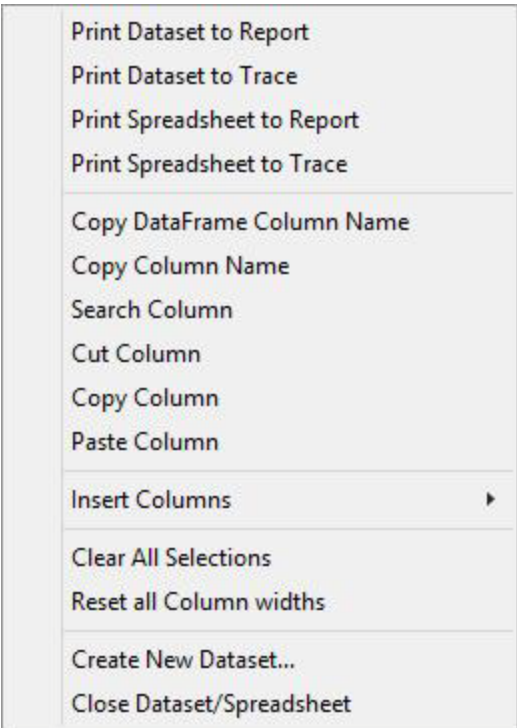 Print Dataset to Report
Print Dataset to Trace
Print Spreadsheet to Report
Print Spreadsheet to Trace
Copy DataFrame Column Name
Copy Column Name
Search Column
Cut Column
Copy Column
Paste Column
Insert Columns
Clear All Selections
Reset all Column widths
Create New Dataset...
Close Dataset/Spreadsheet